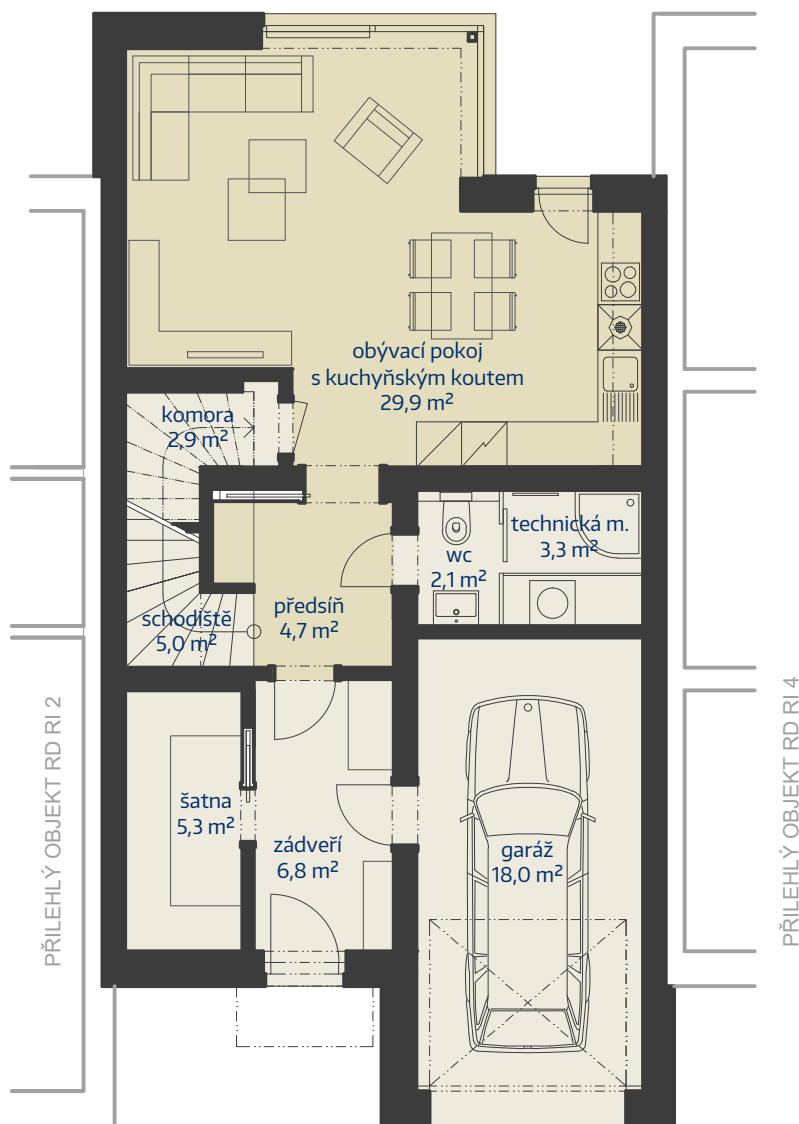 obývací pokoj
s kuchyňským koutem
29,9 m²
komora
2,9 m²
technická m.
3,3 m²
wc
2,1 m²
předsíň
4,7 m²
schodiště
5,0 m²
šatna
5,3 m²
zádveří
6,8 m²
garáž
18,0 m²
PŘILEHLÝ OBJEKT RD RI 2
PŘILEHLÝ OBJEKT RD RI 4